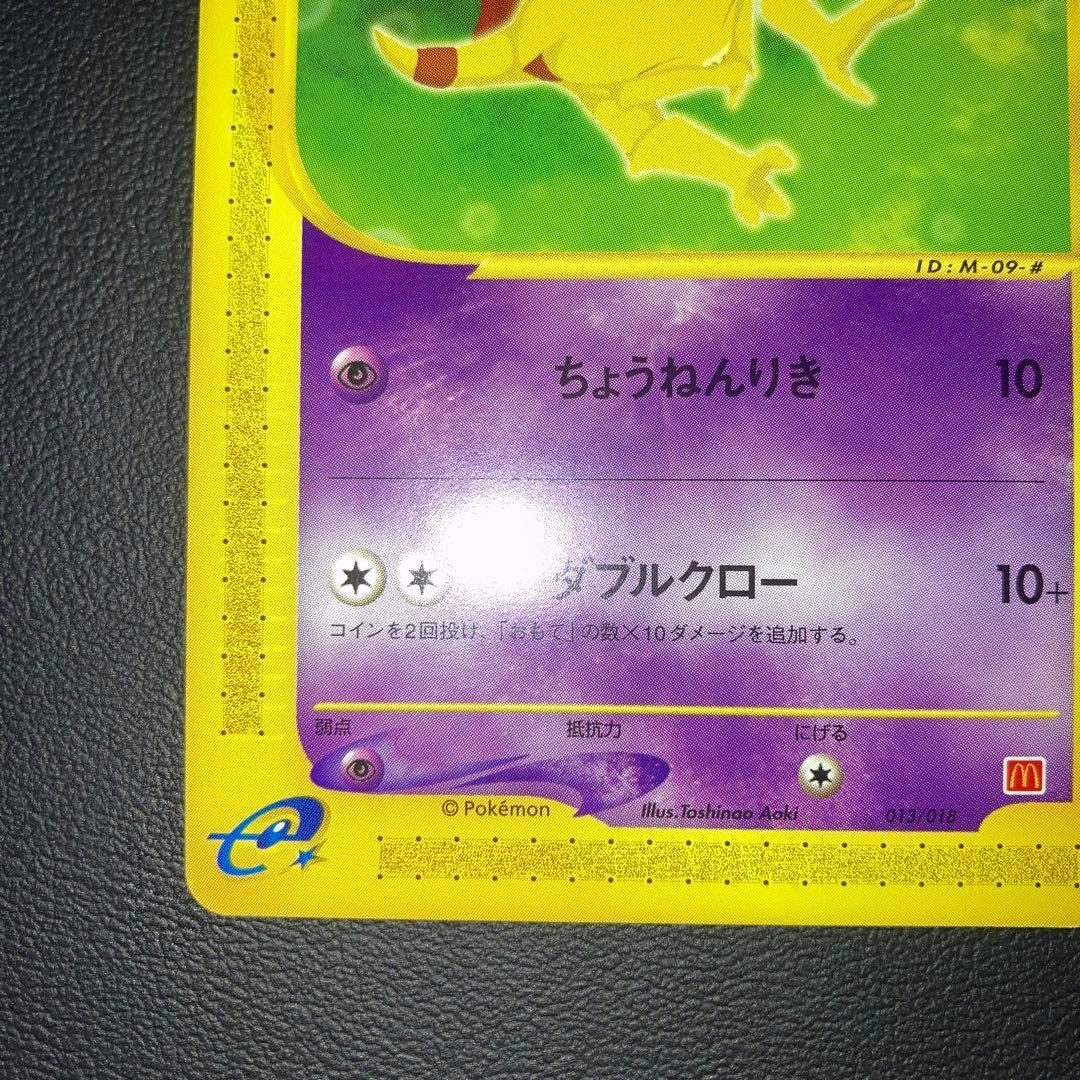 ID: M-09-#
ちょうねんりき 10
ダブルクロー 10+
コインを2回投げ、「おもて」の数×10ダメージを追加する。
弱点 抵抗力 にげる
© Pokémon Illus. Toshinao Aoki 013/018